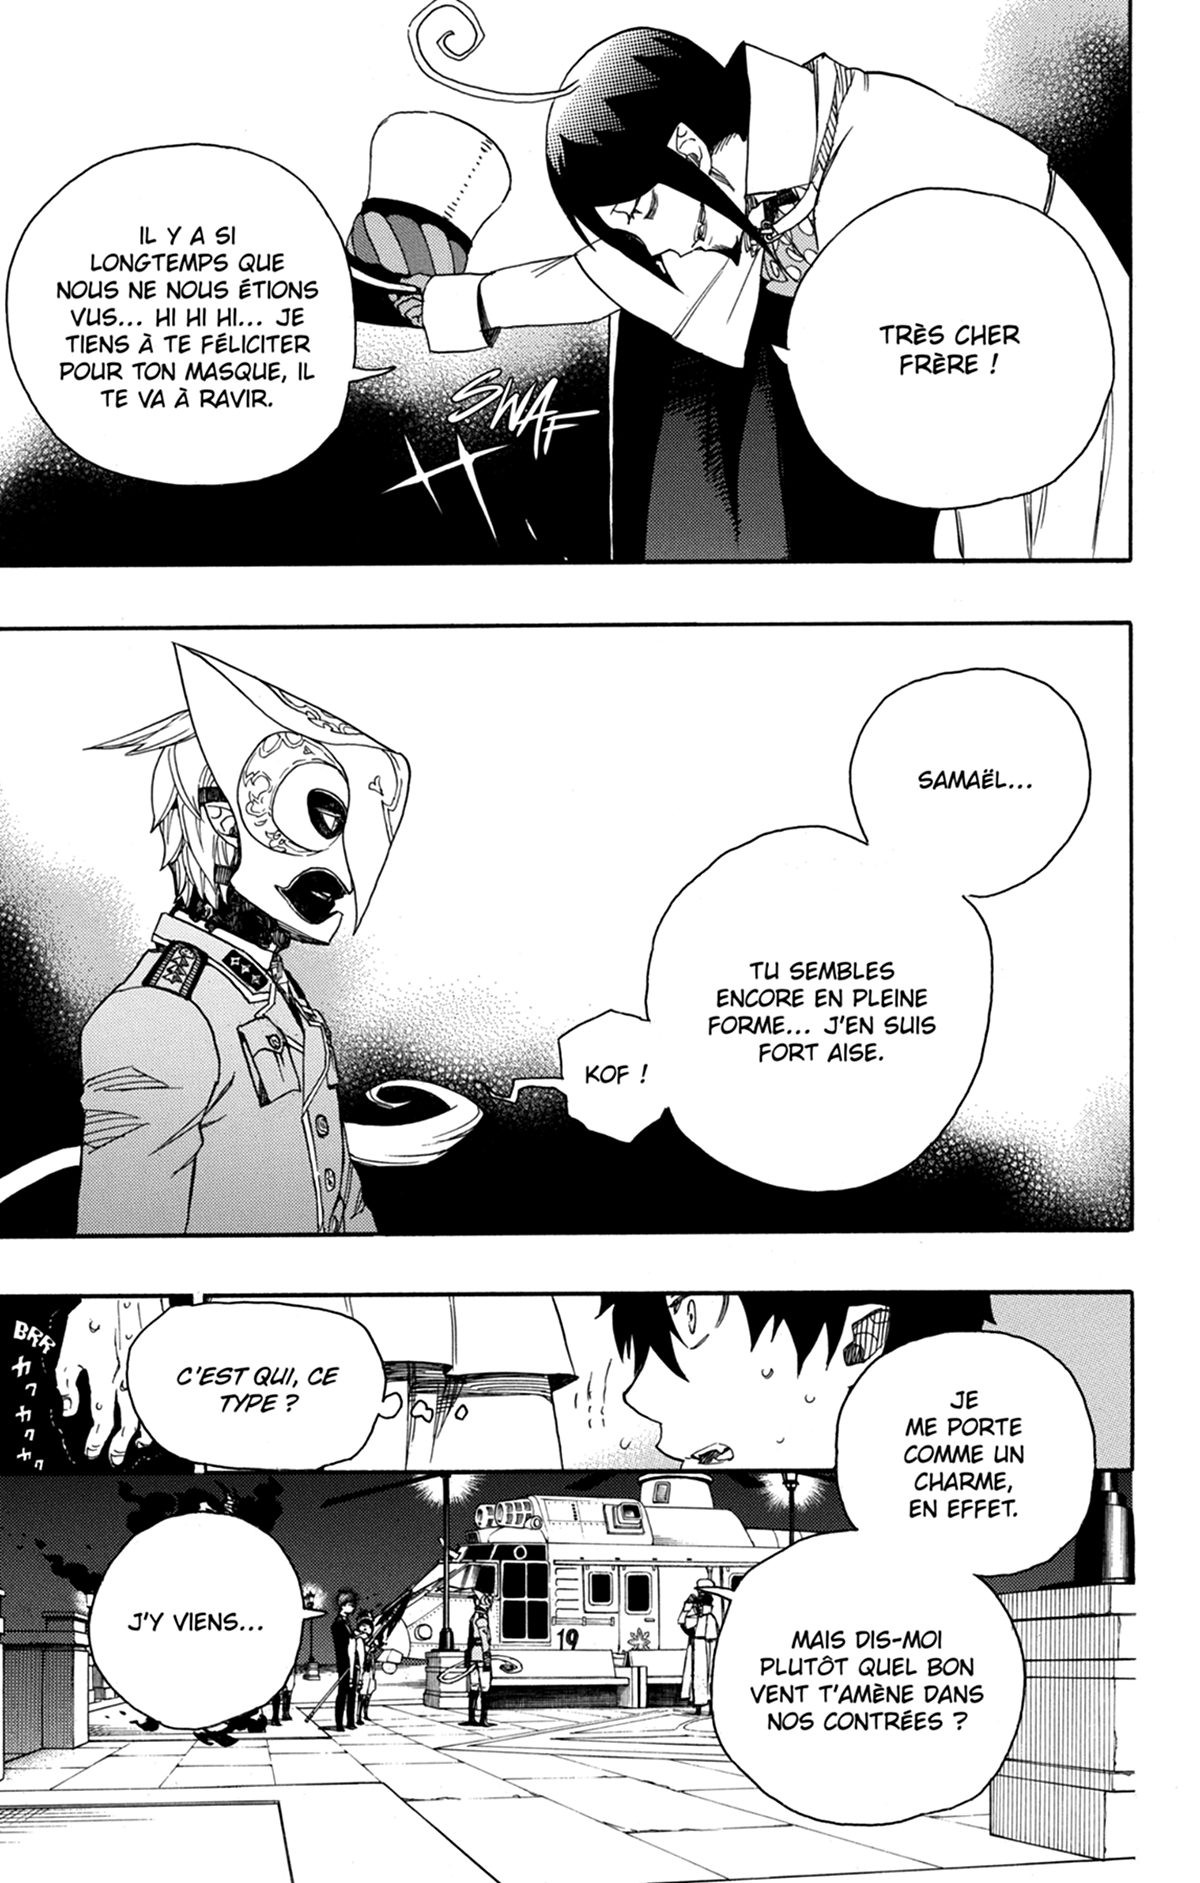 TRÈS CHER
FRÈRE !
IL Y A SI
LONGTEMPS QUE
NOUS NE NOUS ÉTIONS
VUS... HI HI HI... JE
TIENS À TE FÉLICITER
POUR TON MASQUE, IL
TE VA À RAVIR.
SWAF
SAMAËL...
TU SEMBLES
ENCORE EN PLEINE
FORME... J'EN SUIS
FORT AISE.
KOF !
JE
ME PORTE
COMME UN
CHARME,
EN EFFET.
C'EST QUI, CE
TYPE ?
BRR
MAIS DIS-MOI
PLUTÔT QUEL BON
VENT T'AMÈNE DANS
NOS CONTRÉES ?
19
J'Y VIENS...